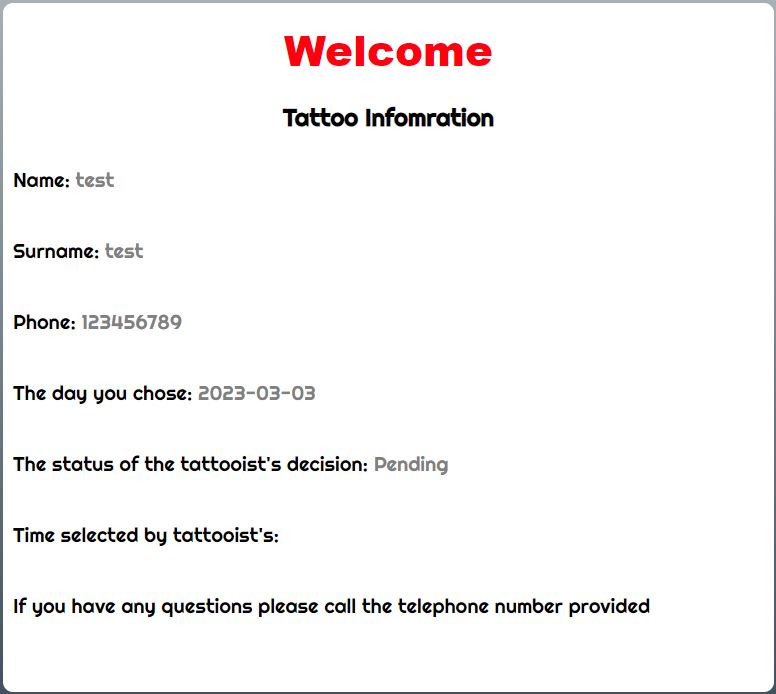 Welcome
Tattoo Infomration
Name: test
Surname: test
Phone: 123456789
The day you chose: 2023-03-03
The status of the tattooist's decision: Pending
Time selected by tattooist's:
If you have any questions please call the telephone number provided